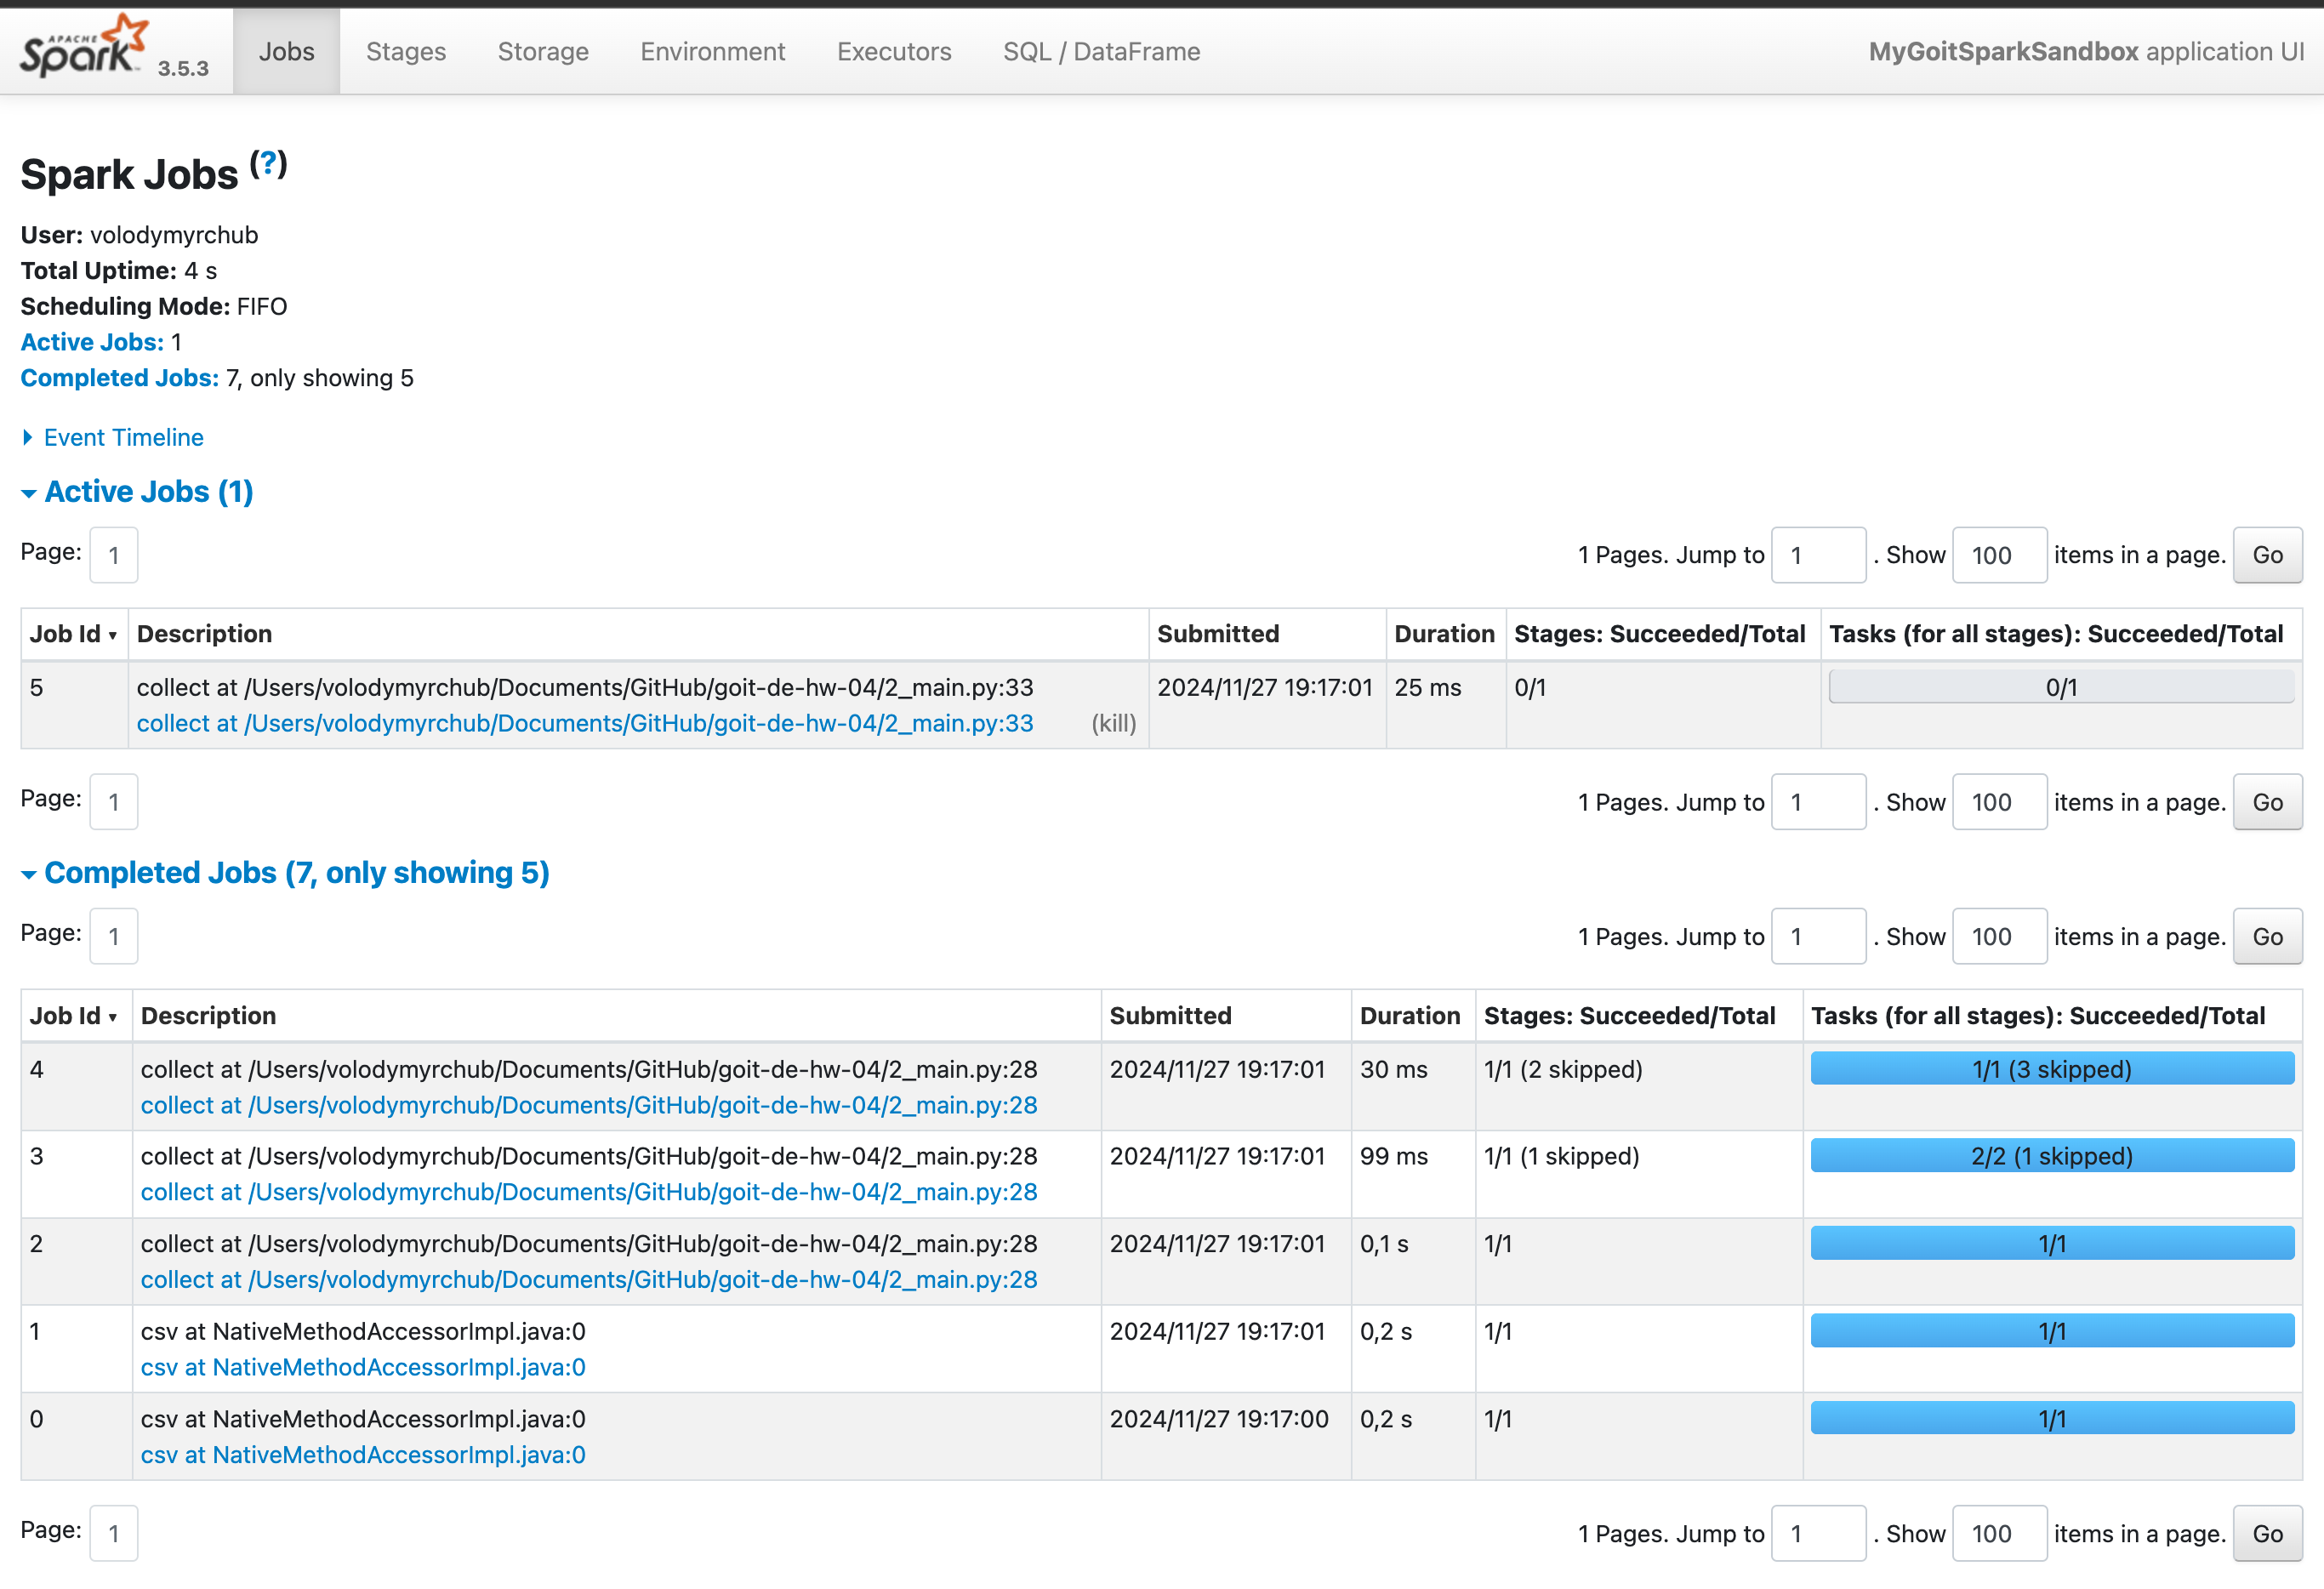 APACHE Spark 3.5.3 Jobs Stages Storage Environment Executors SQL / DataFrame MyGoitSparkSandbox application UI
Spark Jobs (?)
User: volodymyrchub
Total Uptime: 4 s
Scheduling Mode: FIFO
Active Jobs: 1
Completed Jobs: 7, only showing 5
Event Timeline
Active Jobs (1)
Page: 1 1 Pages. Jump to 1 . Show 100 items in a page. Go
Job Id ▾ Description Submitted Duration Stages: Succeeded/Total Tasks (for all stages): Succeeded/Total
5 collect at /Users/volodymyrchub/Documents/GitHub/goit-de-hw-04/2_main.py:33 2024/11/27 19:17:01 25 ms 0/1 0/1
collect at /Users/volodymyrchub/Documents/GitHub/goit-de-hw-04/2_main.py:33 (kill)
Page: 1 1 Pages. Jump to 1 . Show 100 items in a page. Go
Completed Jobs (7, only showing 5)
Page: 1 1 Pages. Jump to 1 . Show 100 items in a page. Go
Job Id ▾ Description Submitted Duration Stages: Succeeded/Total Tasks (for all stages): Succeeded/Total
4 collect at /Users/volodymyrchub/Documents/GitHub/goit-de-hw-04/2_main.py:28 2024/11/27 19:17:01 30 ms 1/1 (2 skipped) 1/1 (3 skipped)
collect at /Users/volodymyrchub/Documents/GitHub/goit-de-hw-04/2_main.py:28
3 collect at /Users/volodymyrchub/Documents/GitHub/goit-de-hw-04/2_main.py:28 2024/11/27 19:17:01 99 ms 1/1 (1 skipped) 2/2 (1 skipped)
collect at /Users/volodymyrchub/Documents/GitHub/goit-de-hw-04/2_main.py:28
2 collect at /Users/volodymyrchub/Documents/GitHub/goit-de-hw-04/2_main.py:28 2024/11/27 19:17:01 0,1 s 1/1 1/1
collect at /Users/volodymyrchub/Documents/GitHub/goit-de-hw-04/2_main.py:28
1 csv at NativeMethodAccessorImpl.java:0 2024/11/27 19:17:01 0,2 s 1/1 1/1
csv at NativeMethodAccessorImpl.java:0
0 csv at NativeMethodAccessorImpl.java:0 2024/11/27 19:17:00 0,2 s 1/1 1/1
csv at NativeMethodAccessorImpl.java:0
Page: 1 1 Pages. Jump to 1 . Show 100 items in a page. Go